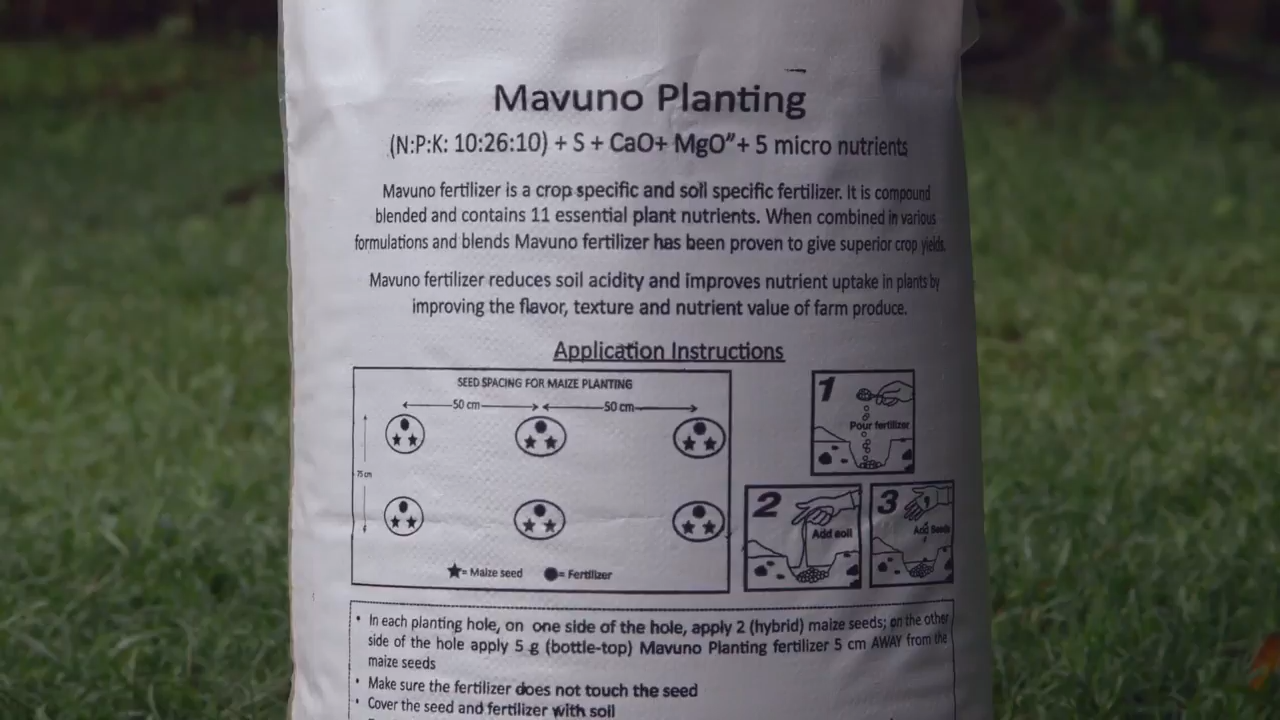 Mavuno Planting
(N:P:K: 10:26:10) + S + CaO+ MgO"+ 5 micro nutrients
Mavuno fertilizer is a crop specific and soil specific fertilizer. It is compound
blended and contains 11 essential plant nutrients. When combined in various
formulations and blends Mavuno fertilizer has been proven to give superior crop yields.
Mavuno fertilizer reduces soil acidity and improves nutrient uptake in plants by
improving the flavor, texture and nutrient value of farm produce.
Application Instructions
SEED SPACING FOR MAIZE PLANTING
50 cm 50 cm
75 cm
= Maize seed = Fertilizer
1
Pour fertilizer
2
Add soil
3
Add Seeds
• In each planting hole, on one side of the hole, apply 2 (hybrid) maize seeds; on the other
side of the hole apply 5 g (bottle-top) Mavuno Planting fertilizer 5 cm AWAY from the
maize seeds
• Make sure the fertilizer does not touch the seed
• Cover the seed and fertilizer with soil